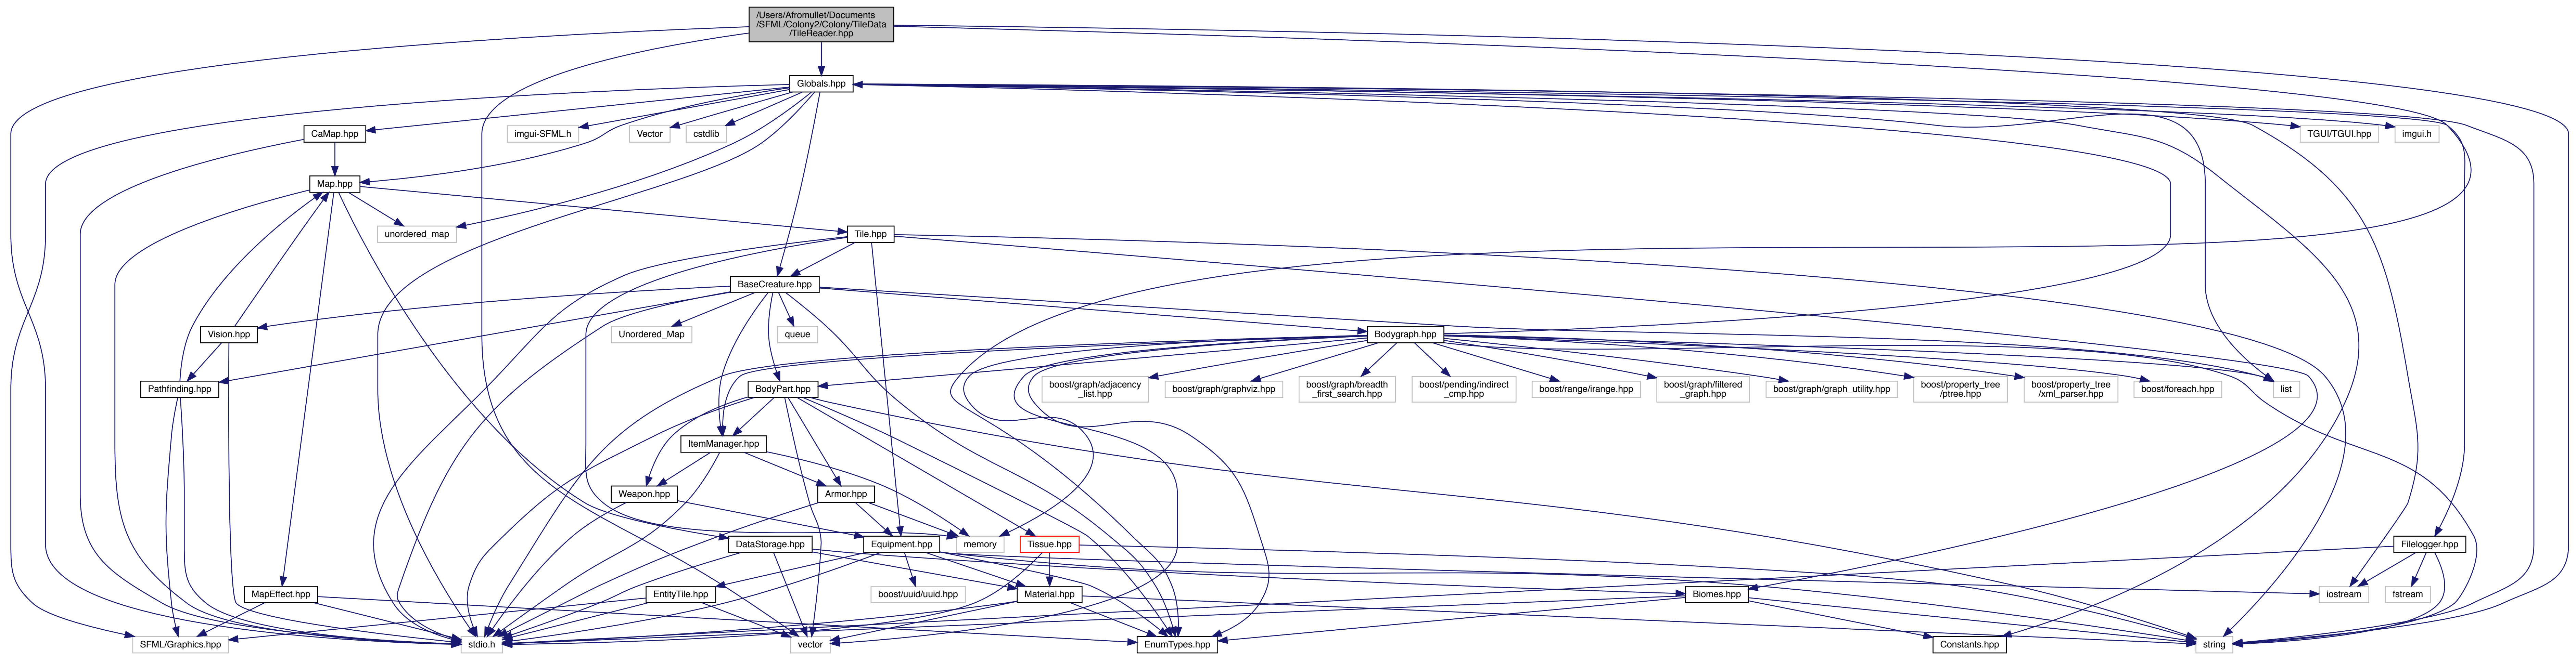 /Users/Afromullet/Documents
/SFML/Colony2/Colony/TileData
/TileReader.hpp
Globals.hpp
CaMap.hpp
imgui-SFML.h
Vector
cstdlib
TGUI/TGUI.hpp
imgui.h
Map.hpp
unordered_map
Tile.hpp
BaseCreature.hpp
Vision.hpp
Unordered_Map
queue
Bodygraph.hpp
Pathfinding.hpp
BodyPart.hpp
boost/graph/adjacency
_list.hpp
boost/graph/graphviz.hpp
boost/graph/breadth
_first_search.hpp
boost/pending/indirect
_cmp.hpp
boost/range/irange.hpp
boost/graph/filtered
_graph.hpp
boost/graph/graph_utility.hpp
boost/property_tree
/ptree.hpp
boost/property_tree
/xml_parser.hpp
boost/foreach.hpp
list
ItemManager.hpp
Weapon.hpp
Armor.hpp
DataStorage.hpp
Equipment.hpp
memory
Tissue.hpp
Filelogger.hpp
MapEffect.hpp
EntityTile.hpp
boost/uuid/uuid.hpp
Material.hpp
Biomes.hpp
iostream
fstream
SFML/Graphics.hpp
stdio.h
vector
EnumTypes.hpp
Constants.hpp
string